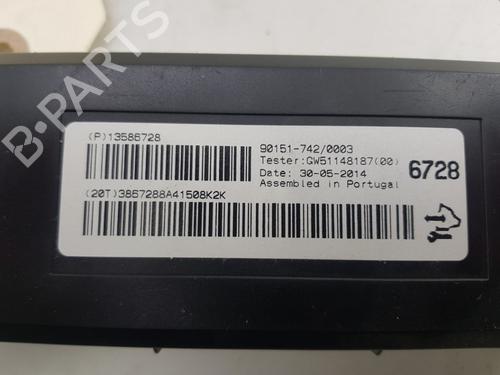 (P)13586728
90151-742/0003
Tester:GW51148187(00)
Date: 30-05-2014
Assembled in Portugal
6728
(20T)3857288A41508K2K
B-PARTS